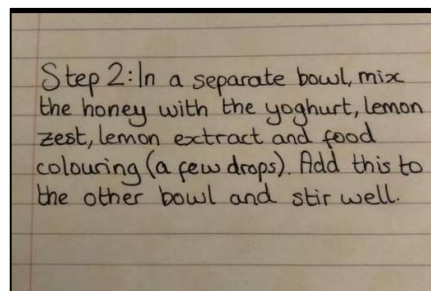 Step 2: In a separate bowl, mix
the honey with the yoghurt, lemon
zest, lemon extract and food
colouring (a few drops). Add this to
the other bowl and stir well.